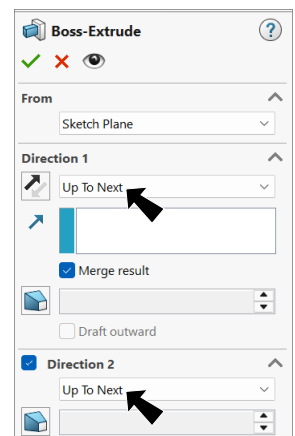 Boss-Extrude
?
From
Sketch Plane
Direction 1
Up To Next
Merge result
Draft outward
Direction 2
Up To Next